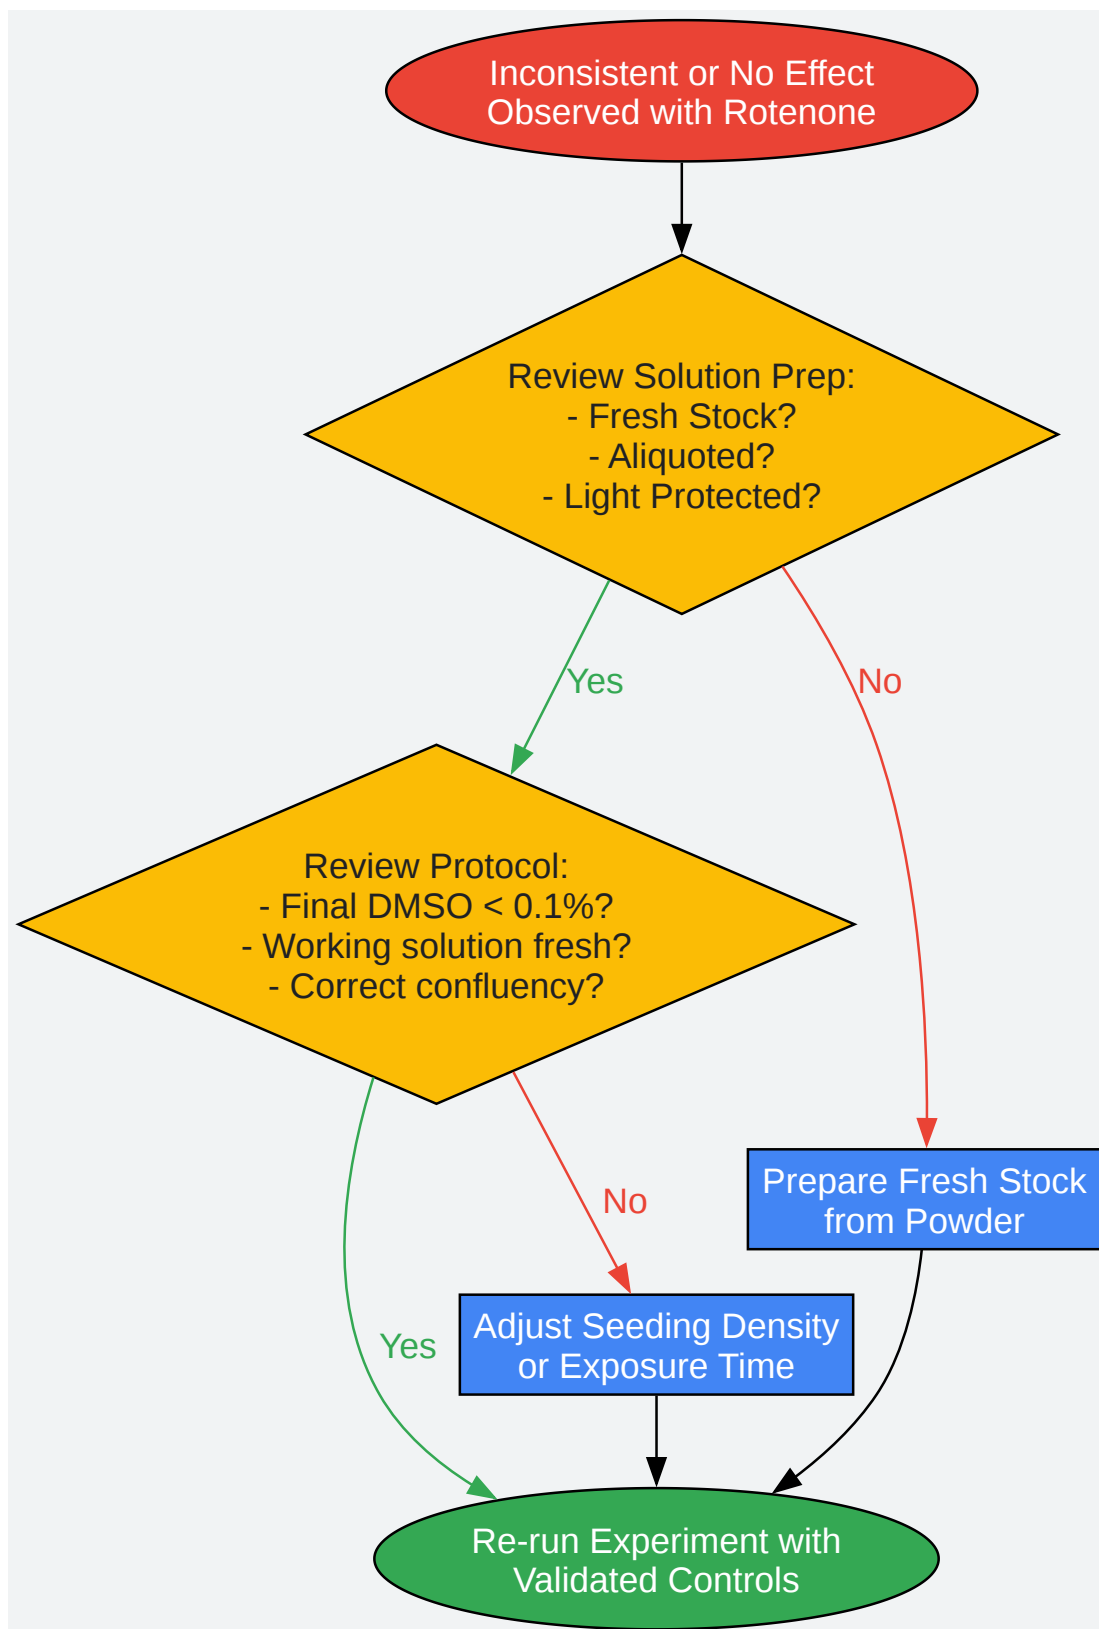 Inconsistent or No Effect
Observed with Rotenone
Review Solution Prep:
- Fresh Stock?
- Aliquoted?
- Light Protected?
Yes
No
Review Protocol:
- Final DMSO < 0.1%?
- Working solution fresh?
- Correct confluency?
Prepare Fresh Stock
from Powder
No
Adjust Seeding Density
or Exposure Time
Yes
Re-run Experiment with
Validated Controls